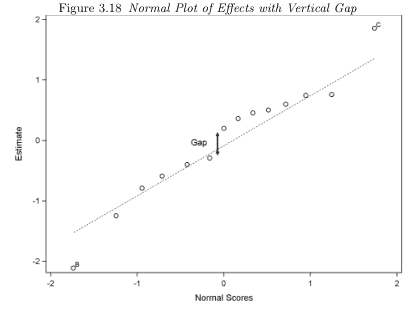 Figure 3.18 Normal Plot of Effects with Vertical Gap
2
C
1
Estimate
0
Gap
-1
-2
B
-2 -1 0 1 2
Normal Scores